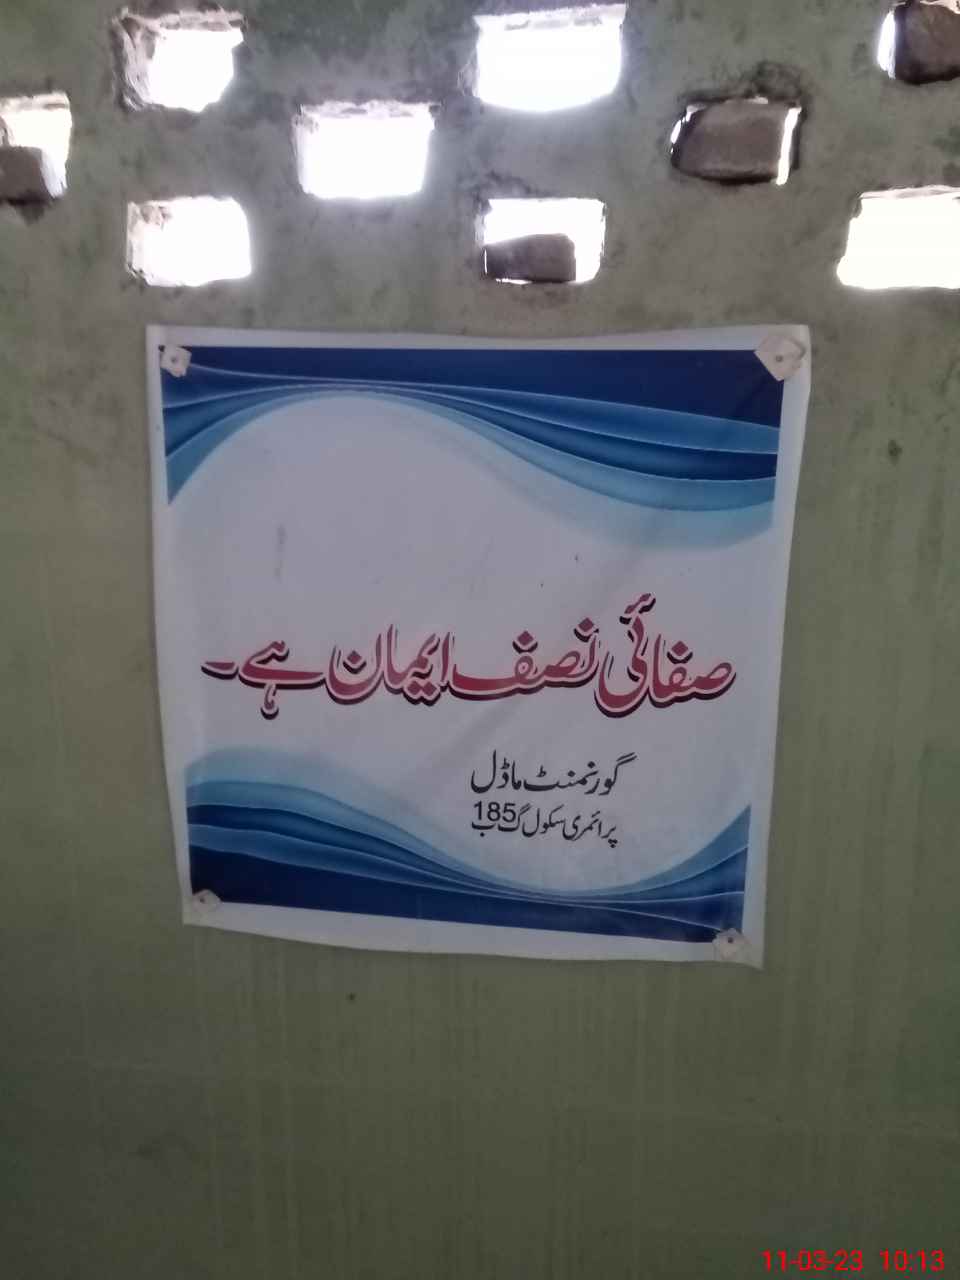 صفائی نصف ایمان ہے۔
گورنمنٹ ماڈل
پرائمری سکول 185 گ ب
11-03-23 10:13